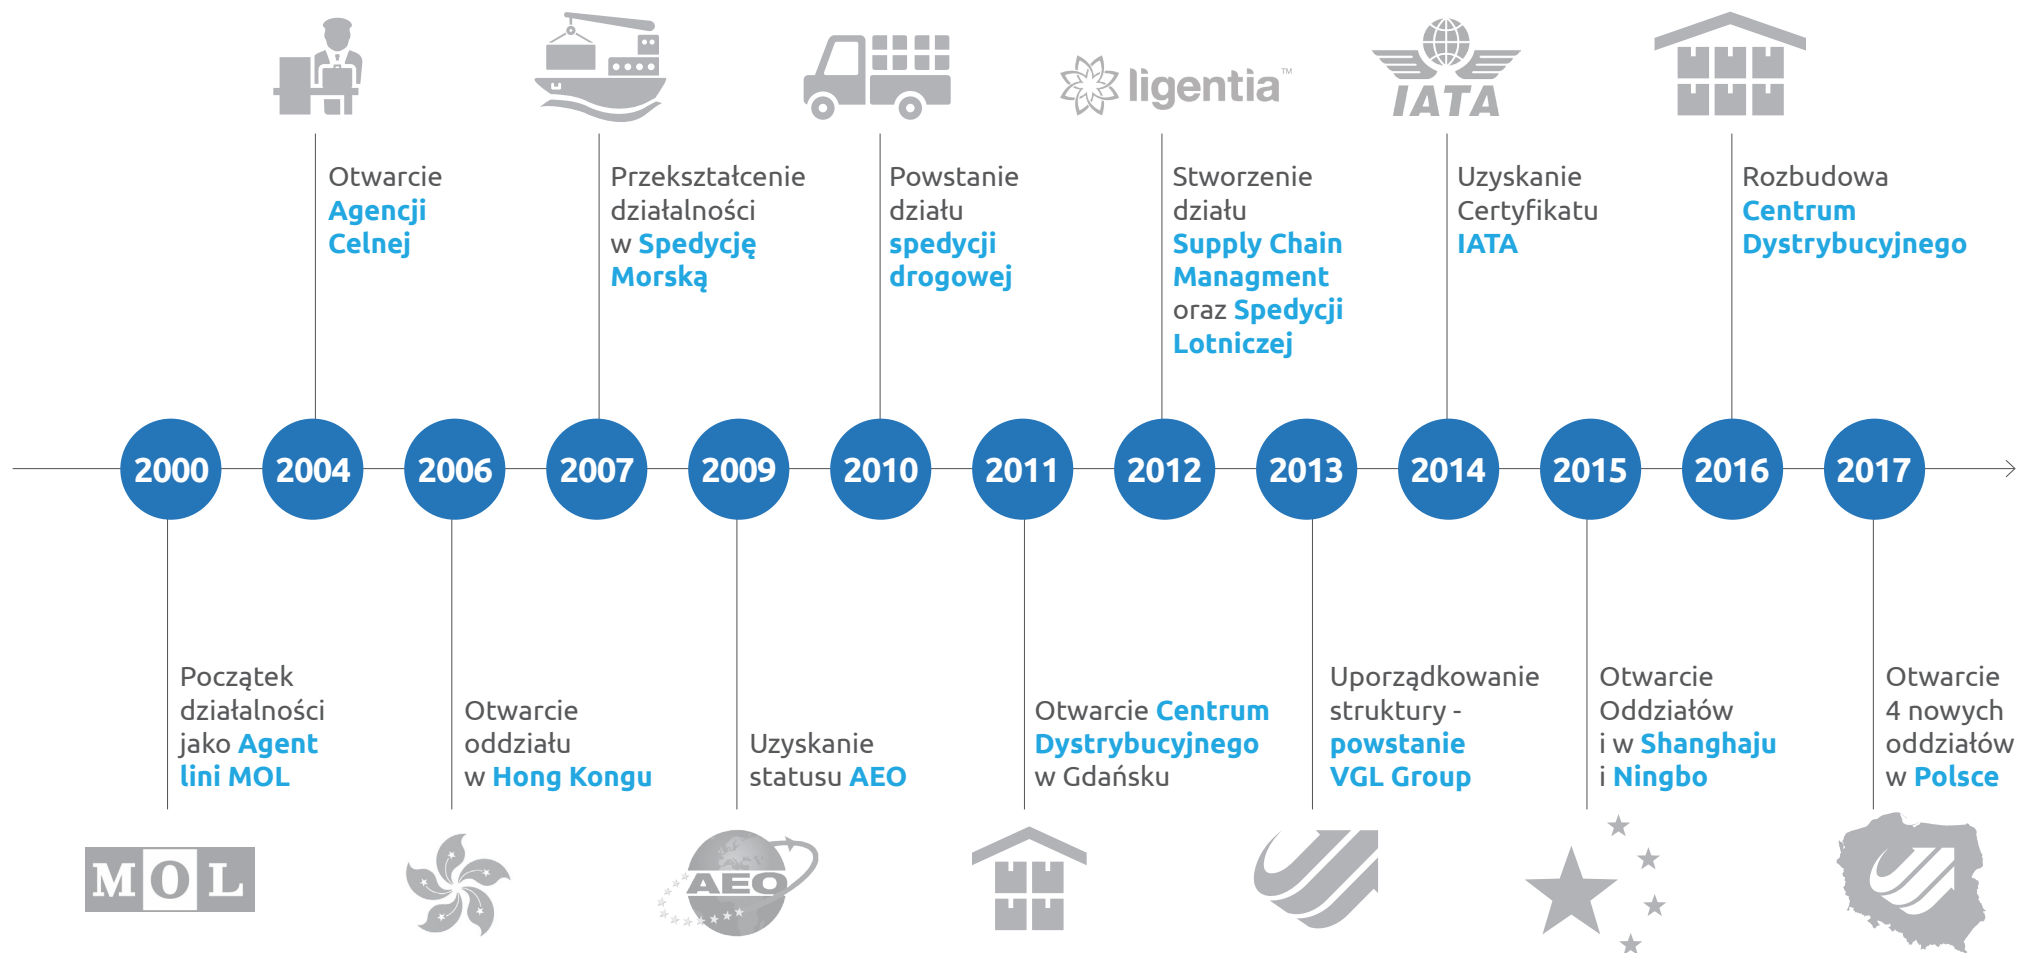 ligentia™
IATA
Otwarcie
Agencji
Celnej
Przekształcenie
działalności
w Spedycję
Morską
Powstanie
działu
spedycji
drogowej
Stworzenie
działu
Supply Chain
Managment
oraz Spedycji
Lotniczej
Uzyskanie
Certyfikatu
IATA
Rozbudowa
Centrum
Dystrybucyjnego
2000 2004 2006 2007 2009 2010 2011 2012 2013 2014 2015 2016 2017
Początek
działalności
jako Agent
lini MOL
Otwarcie
oddziału
w Hong Kongu
Uzyskanie
statusu AEO
Otwarcie Centrum
Dystrybucyjnego
w Gdańsku
Uporządkowanie
struktury -
powstanie
VGL Group
Otwarcie
Oddziałów
i w Shanghaju
i Ningbo
Otwarcie
4 nowych
oddziałów
w Polsce
MOL
AEO